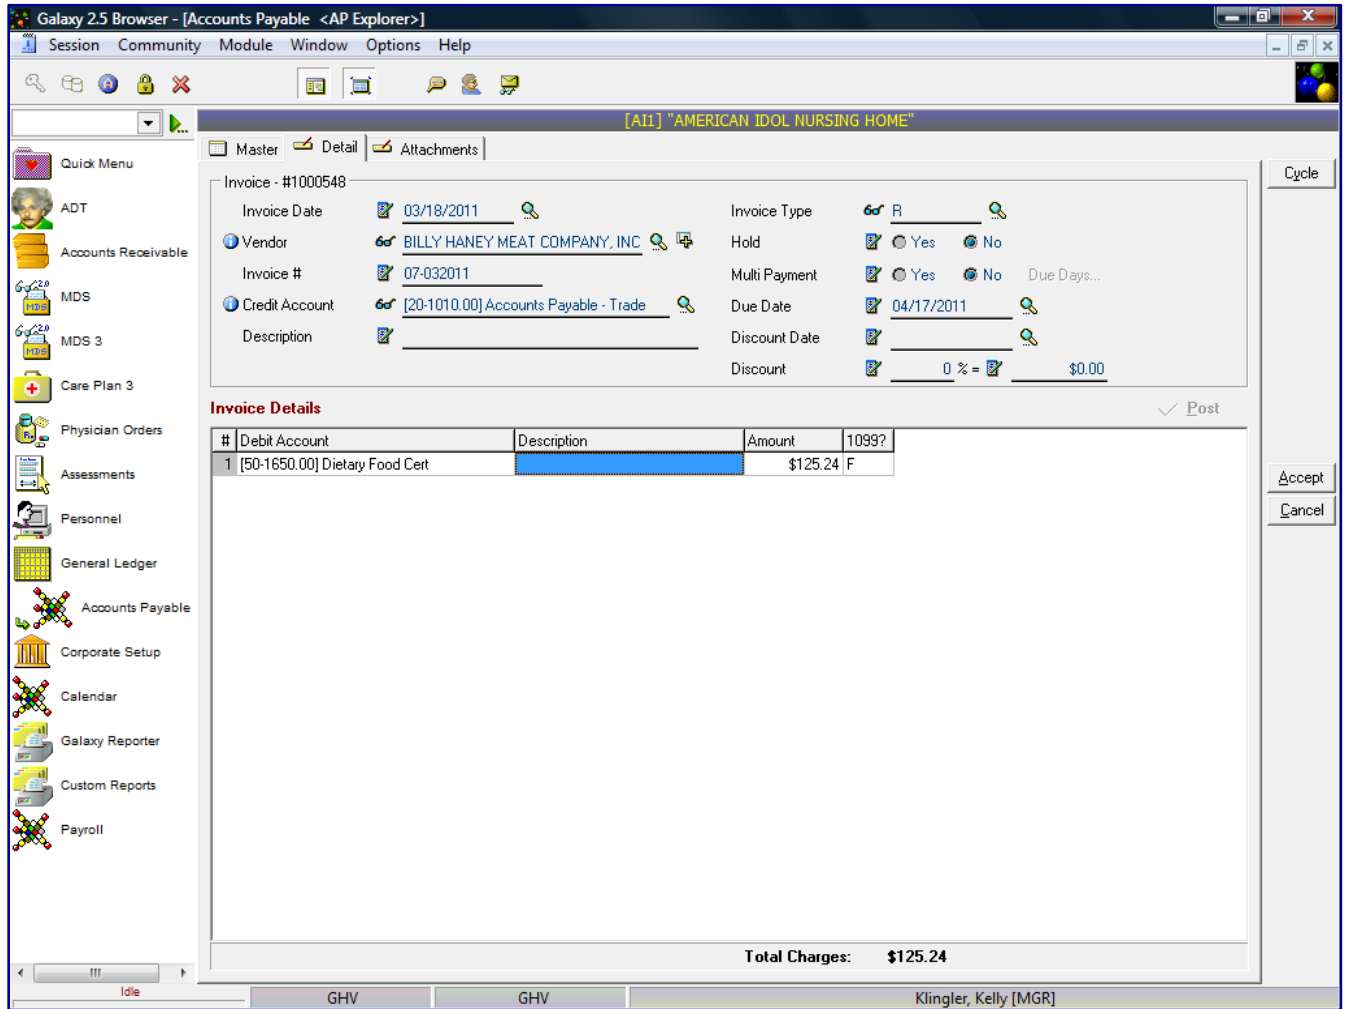 Galaxy 2.5 Browser - [Accounts Payable <AP Explorer>]
Session Community Module Window Options Help
[AI1] "AMERICAN IDOL NURSING HOME"
Master Detail Attachments
Quick Menu
ADT
Accounts Receivable
MDS
MDS 3
Care Plan 3
Physician Orders
Assessments
Personnel
General Ledger
Accounts Payable
Corporate Setup
Calendar
Galaxy Reporter
Custom Reports
Payroll
Idle
Invoice - #1000548
Invoice Date 03/18/2011
Vendor BILLY HANEY MEAT COMPANY, INC
Invoice # 07-032011
Credit Account [20-1010.00] Accounts Payable - Trade
Description
Invoice Type R
Hold Yes No
Multi Payment Yes No Due Days...
Due Date 04/17/2011
Discount Date
Discount 0 % = $0.00
Invoice Details
Post
# Debit Account Description Amount 1099?
1 [50-1650.00] Dietary Food Cert $125.24 F
Total Charges: $125.24
Cycle
Accept
Cancel
GHV GHV Klingler, Kelly [MGR]